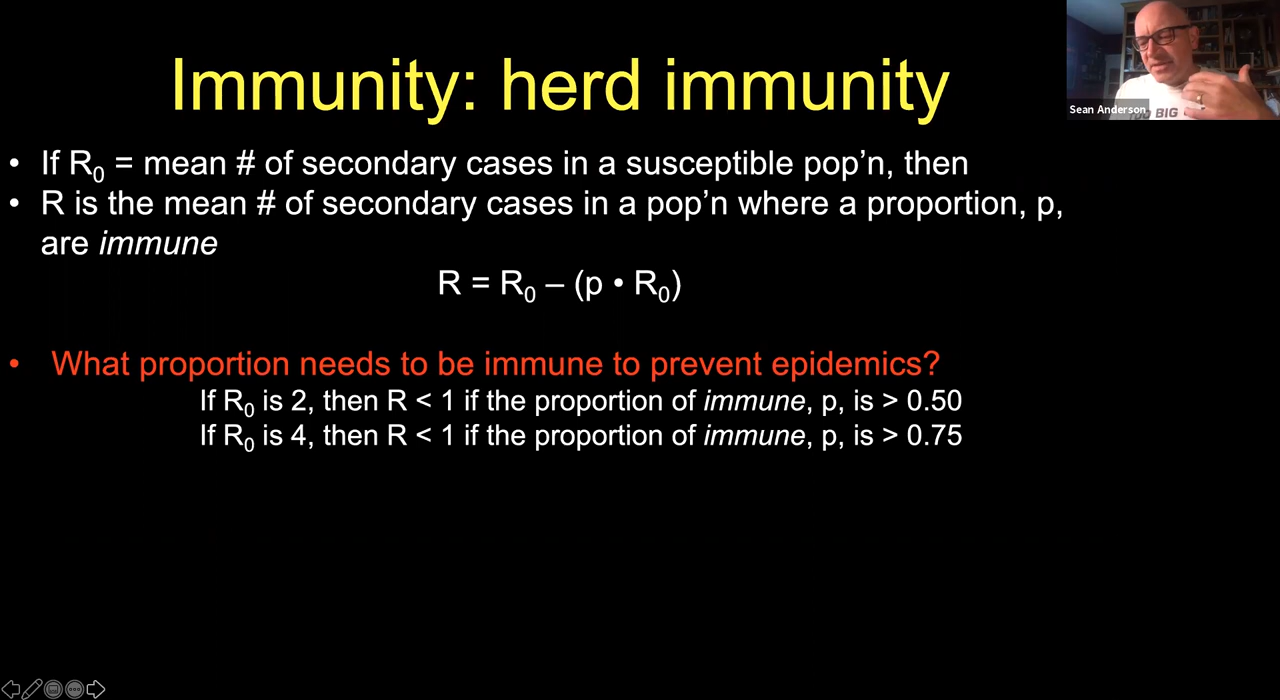 Immunity: herd immunity
Sean Anderson
TOO BIG
• If R₀ = mean # of secondary cases in a susceptible pop’n, then
• R is the mean # of secondary cases in a pop’n where a proportion, p,
are immune
R = R₀ – (p • R₀)
• What proportion needs to be immune to prevent epidemics?
If R₀ is 2, then R < 1 if the proportion of immune, p, is > 0.50
If R₀ is 4, then R < 1 if the proportion of immune, p, is > 0.75